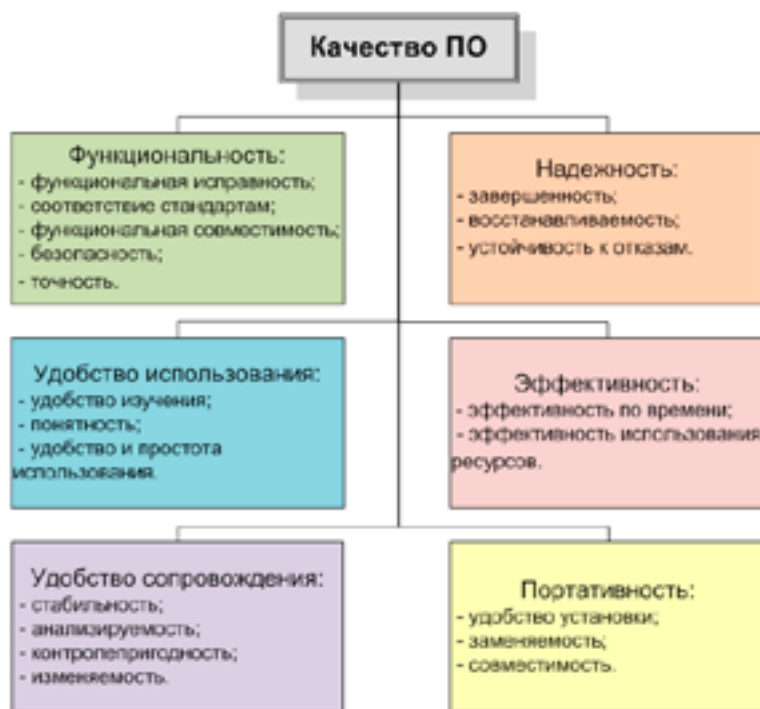 Качество ПО
Функциональность:
- функциональная исправность;
- соответствие стандартам;
- функциональная совместимость;
- безопасность;
- точность.
Надежность:
- завершенность;
- восстанавливаемость;
- устойчивость к отказам.
Удобство использования:
- удобство изучения;
- понятность;
- удобство и простота
использования.
Эффективность:
- эффективность по времени;
- эффективность использования
ресурсов.
Удобство сопровождения:
- стабильность;
- анализируемость;
- контролепригодность;
- изменяемость.
Портативность:
- удобство установки;
- заменяемость;
- совместимость.